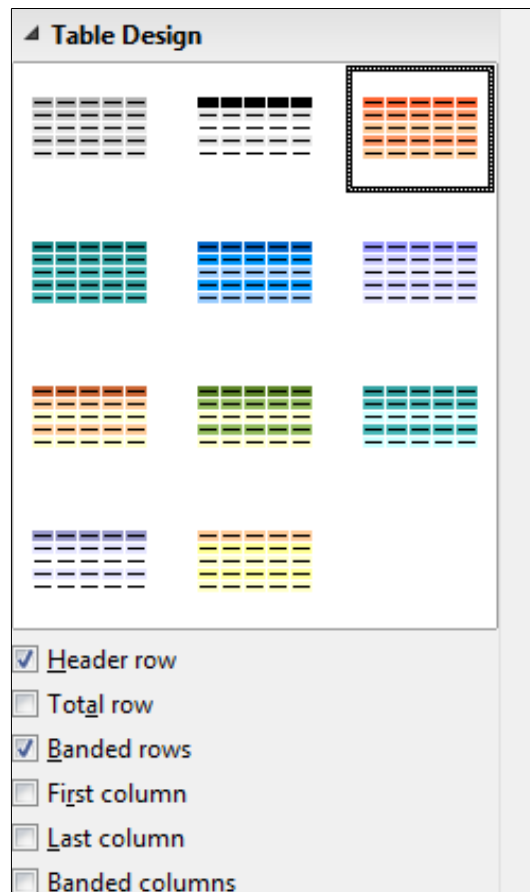 Table Design
Header row
Total row
Banded rows
First column
Last column
Banded columns